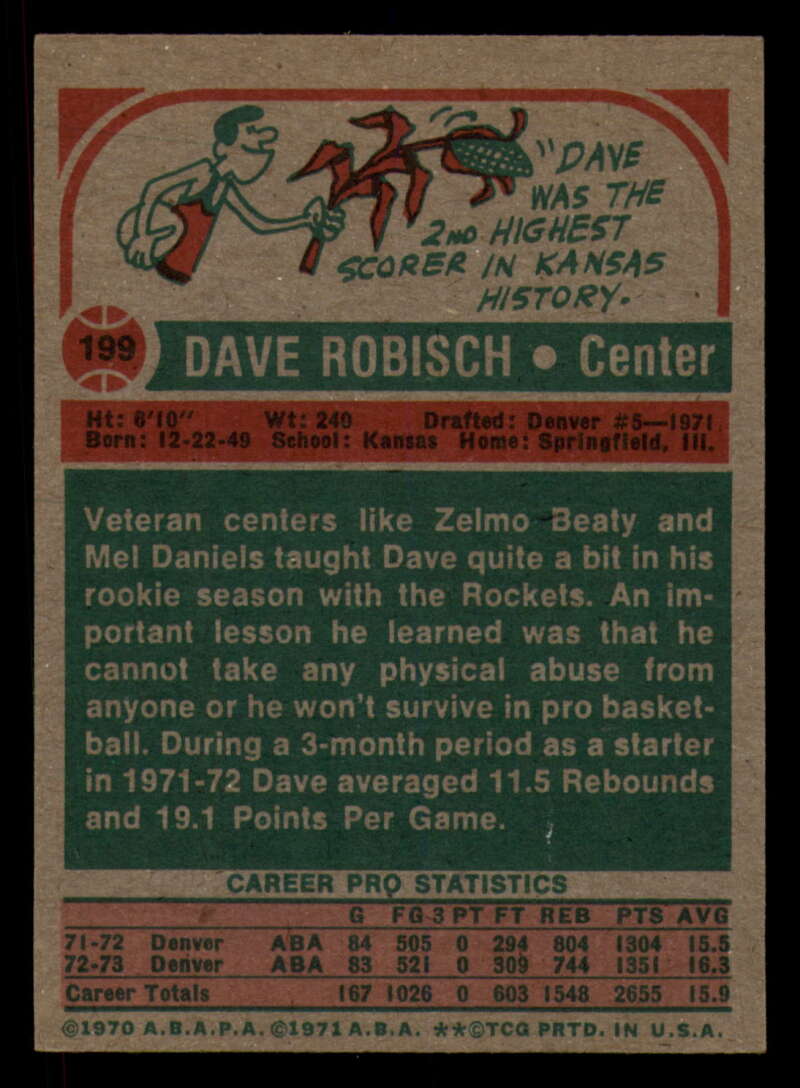 "DAVE
WAS THE
2ND HIGHEST
SCORER IN KANSAS
HISTORY.
199 DAVE ROBISCH • Center
Ht: 6'10" Wt: 240 Drafted: Denver #5—1971
Born: 12-22-49 School: Kansas Home: Springfield, Ill.
Veteran centers like Zelmo Beaty and
Mel Daniels taught Dave quite a bit in his
rookie season with the Rockets. An im-
portant lesson he learned was that he
cannot take any physical abuse from
anyone or he won't survive in pro basket-
ball. During a 3-month period as a starter
in 1971-72 Dave averaged 11.5 Rebounds
and 19.1 Points Per Game.
CAREER PRO STATISTICS
G FG 3 PT FT REB PTS AVG
71-72 Denver ABA 84 505 0 294 804 1304 15.5
72-73 Denver ABA 83 521 0 309 744 1351 16.3
Career Totals 167 1026 0 603 1548 2655 15.9
©1970 A.B.A.P.A. ©1971 A.B.A. **©TCG PRTD. IN U.S.A.